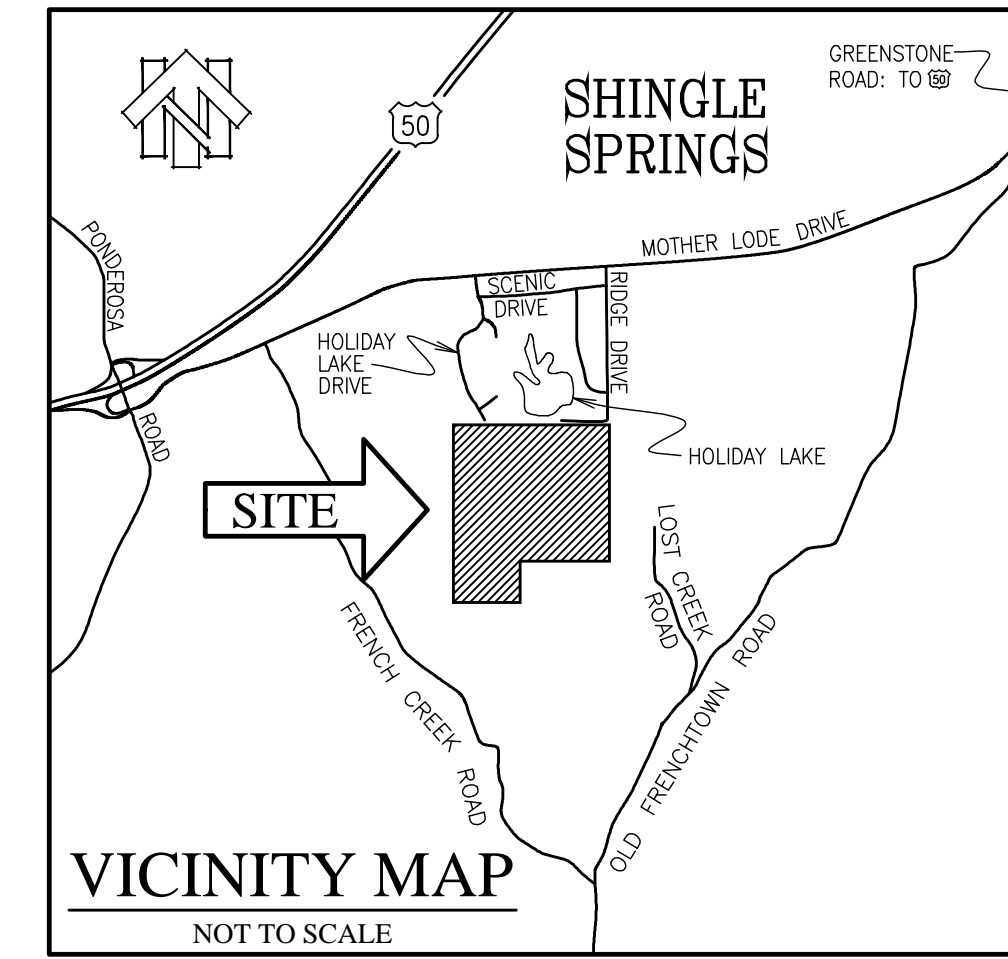 GREENSTONE
ROAD: TO 50
SHINGLE
SPRINGS
50
N
MOTHER LODE DRIVE
PONDEROSA
ROAD
SCENIC
DRIVE
RIDGE DRIVE
HOLIDAY
LAKE
DRIVE
HOLIDAY LAKE
SITE
LOST CREEK
ROAD
FRENCH CREEK ROAD
OLD FRENCHTOWN ROAD
VICINITY MAP
NOT TO SCALE